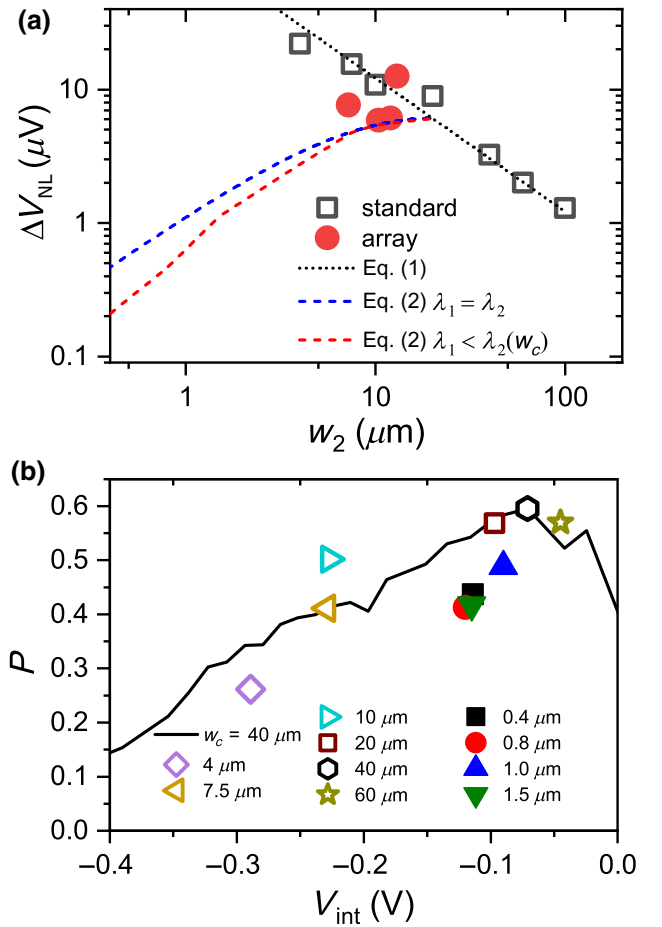 (a)
10
1
0.1
ΔV_NL (μV)
standard
array
Eq. (1)
Eq. (2) λ₁ = λ₂
Eq. (2) λ₁ < λ₂(w_c)
1 10 100
w₂ (μm)
(b)
0.6
0.5
0.4
0.3
0.2
0.1
0.0
P
w_c = 40 μm
4 μm
7.5 μm
10 μm
20 μm
40 μm
60 μm
0.4 μm
0.8 μm
1.0 μm
1.5 μm
−0.4 −0.3 −0.2 −0.1 0.0
V_int (V)